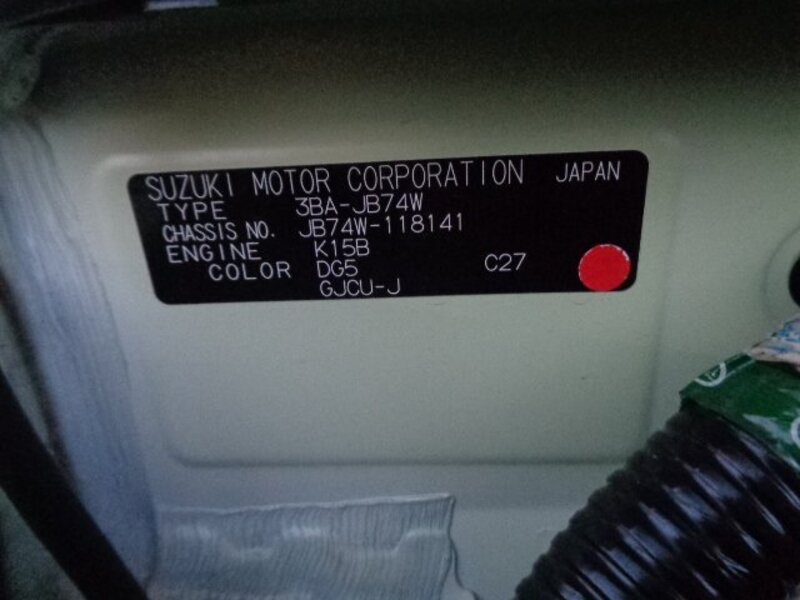 SUZUKI MOTOR CORPORATION JAPAN
TYPE 3BA-JB74W
CHASSIS NO. JB74W-118141
ENGINE K15B
COLOR DG5 C27
GJCU-J